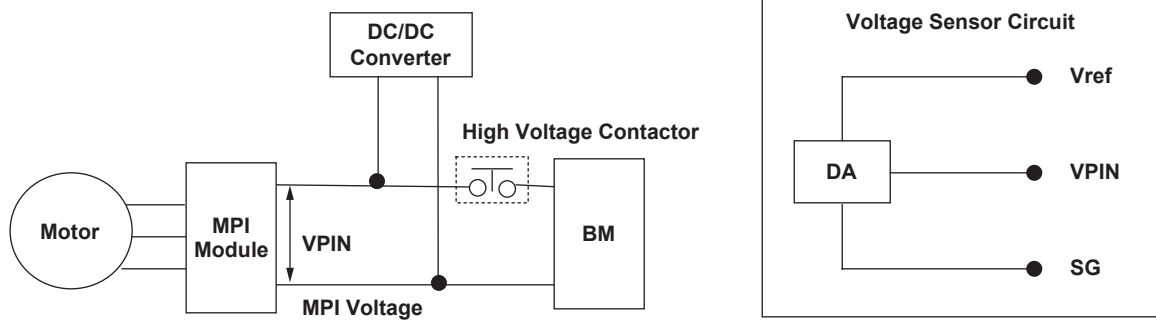 DC/DC
Converter
High Voltage Contactor
Motor
MPI
Module
VPIN
BM
MPI Voltage
Voltage Sensor Circuit
Vref
DA
VPIN
SG